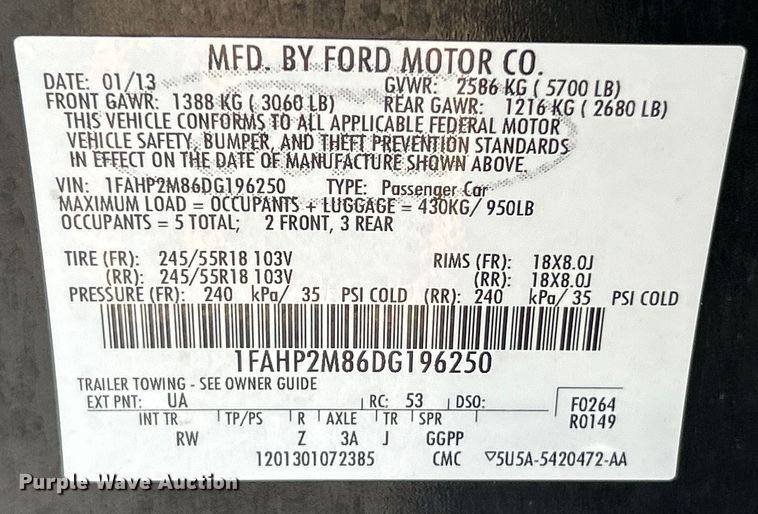 MFD. BY FORD MOTOR CO.
DATE: 01/13 GVWR: 2586 KG ( 5700 LB)
FRONT GAWR: 1388 KG ( 3060 LB) REAR GAWR: 1216 KG ( 2680 LB)
THIS VEHICLE CONFORMS TO ALL APPLICABLE FEDERAL MOTOR
VEHICLE SAFETY, BUMPER, AND THEFT PREVENTION STANDARDS
IN EFFECT ON THE DATE OF MANUFACTURE SHOWN ABOVE.
VIN: 1FAHP2M86DG196250 TYPE: Passenger Car
MAXIMUM LOAD = OCCUPANTS + LUGGAGE = 430KG/ 950LB
OCCUPANTS = 5 TOTAL; 2 FRONT, 3 REAR
TIRE (FR): 245/55R18 103V RIMS (FR): 18X8.0J
(RR): 245/55R18 103V (RR): 18X8.0J
PRESSURE (FR): 240 kPa/ 35 PSI COLD (RR): 240 kPa/ 35 PSI COLD
1FAHP2M86DG196250
TRAILER TOWING - SEE OWNER GUIDE
EXT PNT: UA RC: 53 DSO: F0264
INT TR TP/PS R AXLE TR SPR R0149
RW Z 3A J GGPP
1201301072385 CMC ▽5U5A-5420472-AA
Purple Wave Auction